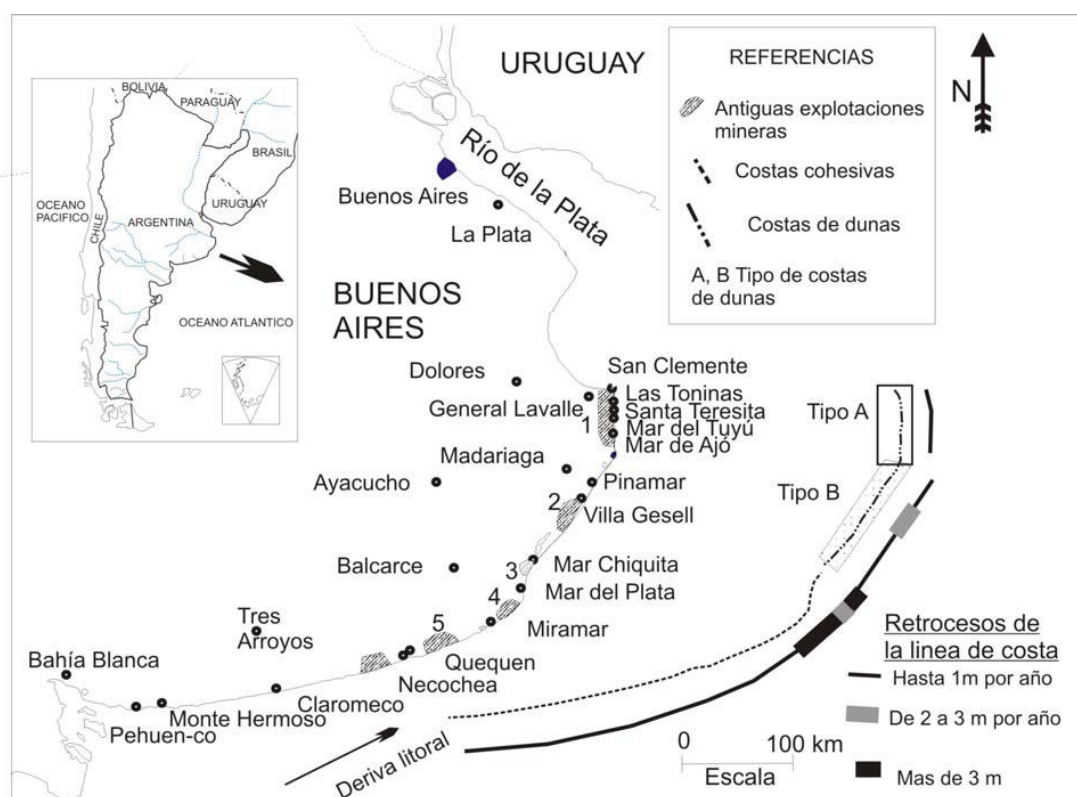 BOLIVIA
PARAGUAY
BRASIL
OCEANO
PACIFICO
CHILE
ARGENTINA
URUGUAY
OCEANO ATLANTICO
URUGUAY
Río de la Plata
Buenos Aires
La Plata
BUENOS
AIRES
REFERENCIAS
Antiguas explotaciones
mineras
Costas cohesivas
Costas de dunas
A, B Tipo de costas
de dunas
N
Dolores
General Lavalle
San Clemente
Las Toninas
Santa Teresita
Mar del Tuyú
Mar de Ajó
1
Madariaga
Ayacucho
Pinamar
2
Villa Gesell
Balcarce
3
Mar Chiquita
4
Mar del Plata
Miramar
Tres
Arroyos
5
Quequen
Necochea
Bahía Blanca
Claromeco
Monte Hermoso
Pehuen-co
Deriva litoral
Tipo A
Tipo B
0 100 km
Escala
Retrocesos de
la linea de costa
Hasta 1m por año
De 2 a 3 m por año
Mas de 3 m